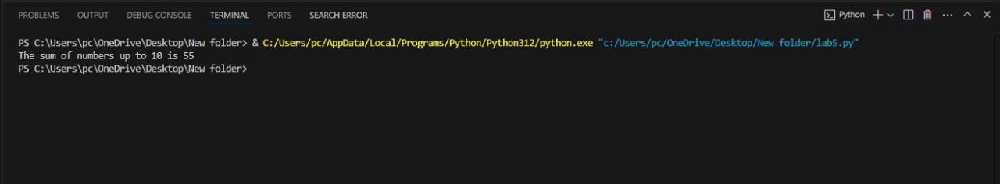 PROBLEMS OUTPUT DEBUG CONSOLE TERMINAL PORTS SEARCH ERROR Python
PS C:\Users\pc\OneDrive\Desktop\New folder> & C:/Users/pc/AppData/Local/Programs/Python/Python312/python.exe "c:/Users/pc/OneDrive/Desktop/New folder/lab5.py"
The sum of numbers up to 10 is 55
PS C:\Users\pc\OneDrive\Desktop\New folder>